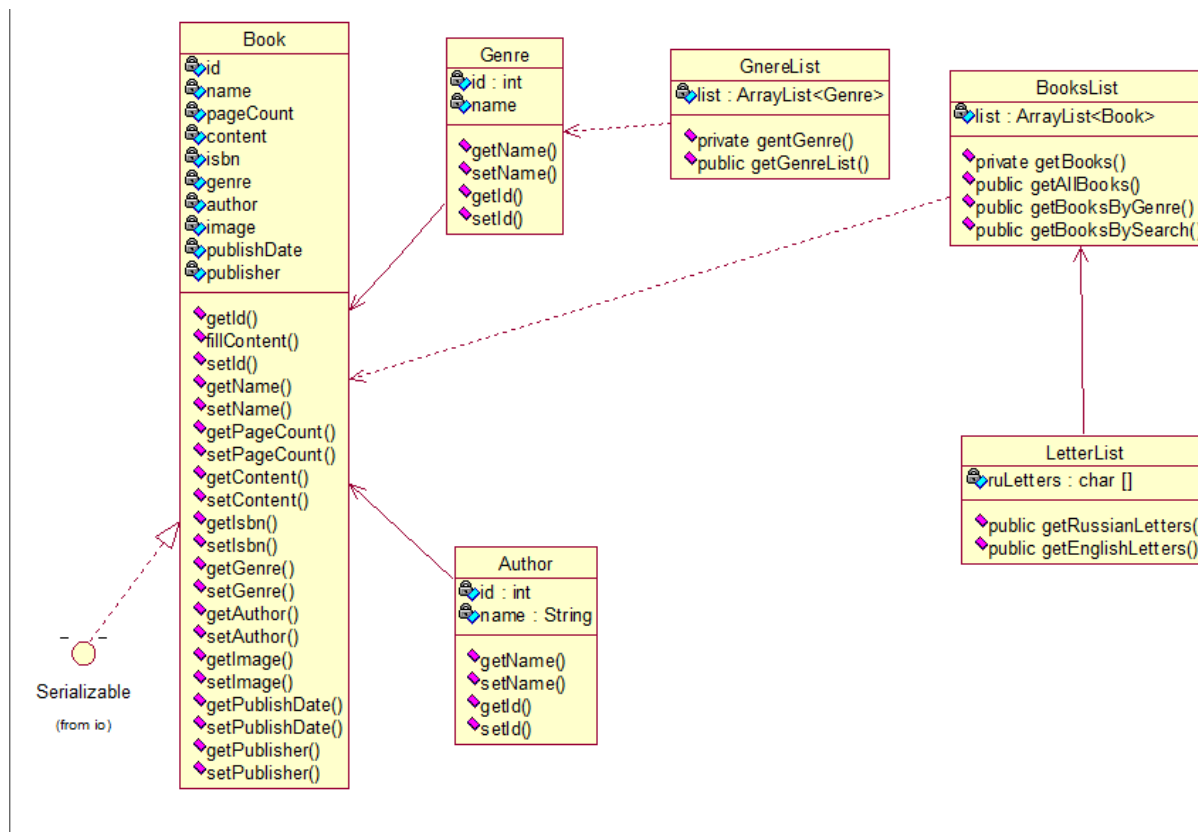 Book
id
name
pageCount
content
isbn
genre
author
image
publishDate
publisher
getId()
fillContent()
setId()
getName()
setName()
getPageCount()
setPageCount()
getContent()
setContent()
getIsbn()
setIsbn()
getGenre()
setGenre()
getAuthor()
setAuthor()
getImage()
setImage()
getPublishDate()
setPublishDate()
getPublisher()
setPublisher()
Genre
id : int
name
getName()
setName()
getId()
setId()
GnereList
list : ArrayList<Genre>
private gentGenre()
public getGenreList()
BooksList
list : ArrayList<Book>
private getBooks()
public getAllBooks()
public getBooksByGenre()
public getBooksBySearch()
LetterList
ruLetters : char []
public getRussianLetters(
public getEnglishLetters()
Author
id : int
name : String
getName()
setName()
getId()
setId()
Serializable
(from io)